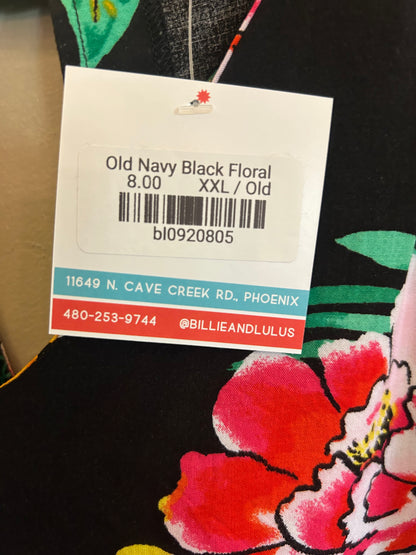 Old Navy Black Floral
8.00 XXL / Old
bl0920805
11649 N. CAVE CREEK RD., PHOENIX
480-253-9744 @BILLIEANDLULUS